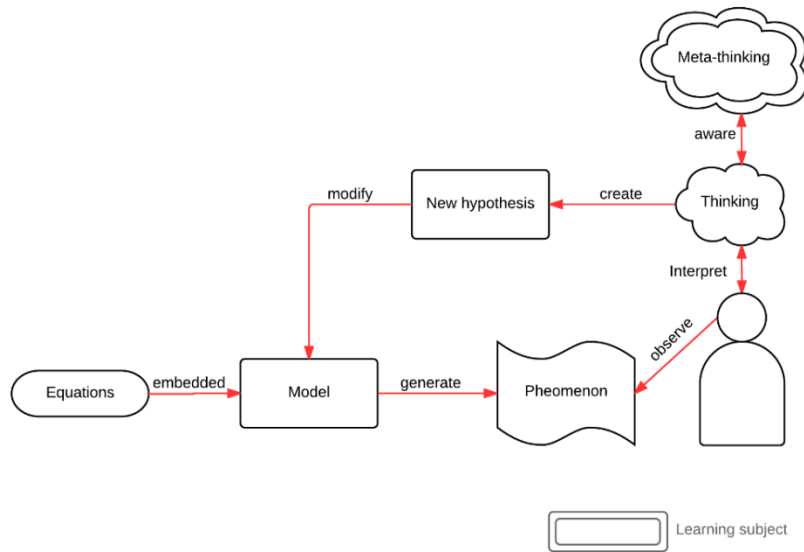 Meta-thinking
aware
Thinking
create
New hypothesis
modify
Interpret
observe
Equations
embedded
Model
generate
Pheomenon
Learning subject